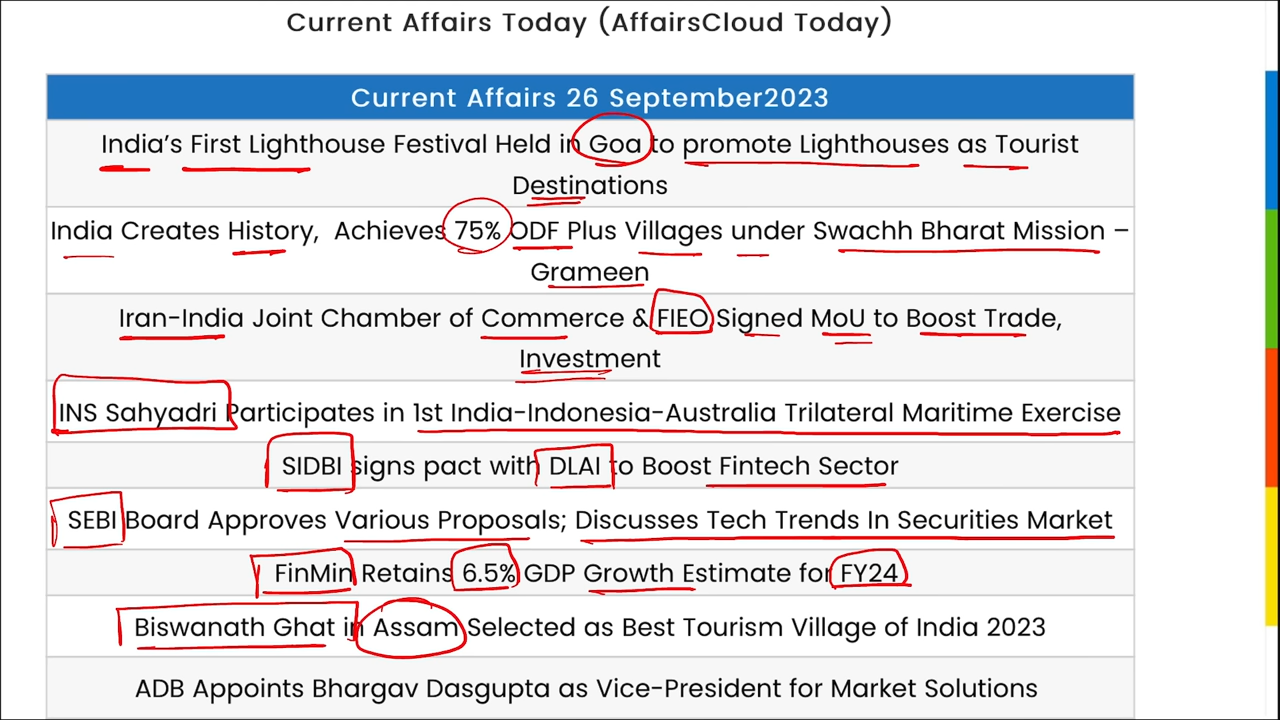 Current Affairs Today (AffairsCloud Today)
Current Affairs 26 September2023
India's First Lighthouse Festival Held in Goa to promote Lighthouses as Tourist
Destinations
India Creates History, Achieves 75% ODF Plus Villages under Swachh Bharat Mission –
Grameen
Iran-India Joint Chamber of Commerce & FIEO Signed MoU to Boost Trade,
Investment
INS Sahyadri Participates in 1st India-Indonesia-Australia Trilateral Maritime Exercise
SIDBI signs pact with DLAI to Boost Fintech Sector
SEBI Board Approves Various Proposals; Discusses Tech Trends In Securities Market
FinMin Retains 6.5% GDP Growth Estimate for FY24
Biswanath Ghat in Assam Selected as Best Tourism Village of India 2023
ADB Appoints Bhargav Dasgupta as Vice-President for Market Solutions